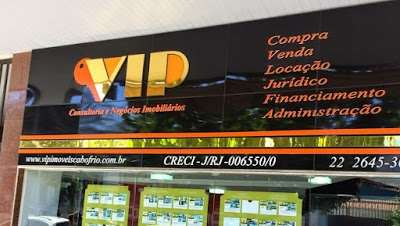 VIP
Consultoria e Negócios Imobiliários
Compra
Venda
Locação
Jurídico
Financiamento
Administração
www.vipimoveiscabofrio.com.br
CRECI - J/RJ-006550/0
22 2645-30